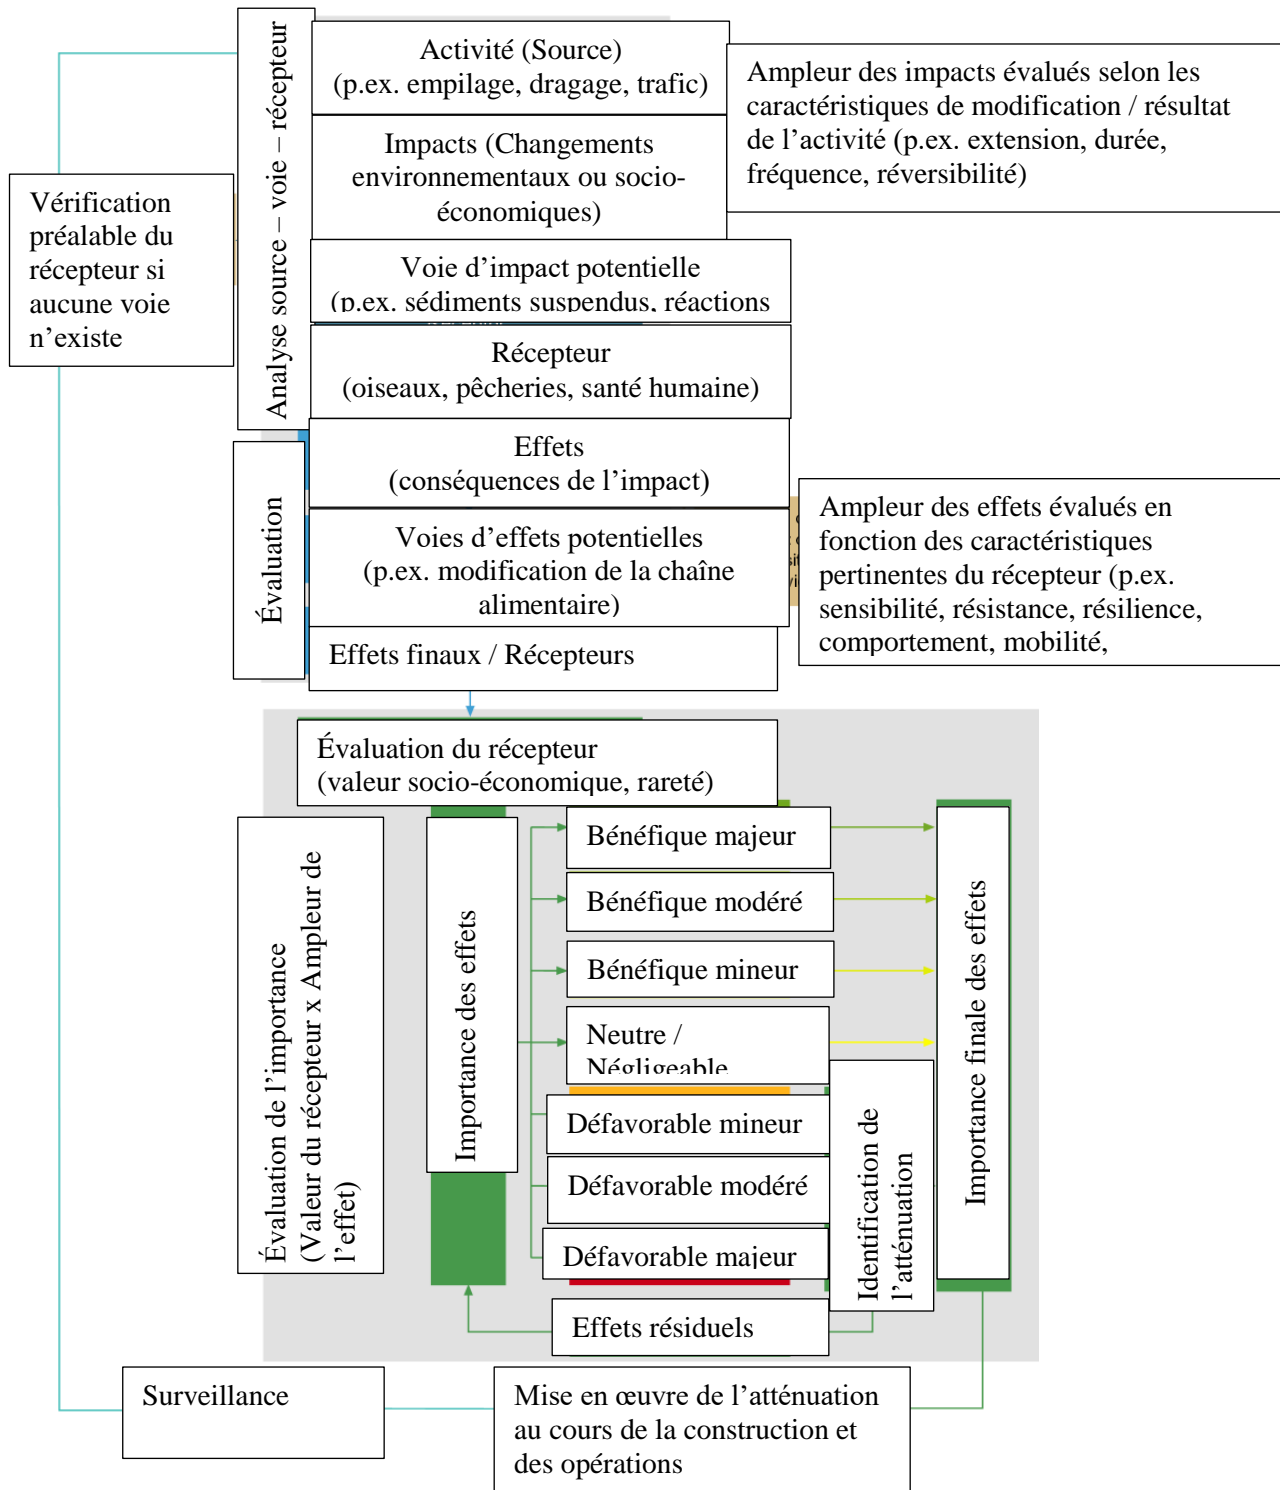 Activité (Source)
(p.ex. empilage, dragage, trafic)
Ampleur des impacts évalués selon les
caractéristiques de modification / résultat
de l’activité (p.ex. extension, durée,
fréquence, réversibilité)
Analyse source – voie – récepteur
Impacts (Changements
environnementaux ou socio-
économiques)
Vérification
préalable du
récepteur si
aucune voie
n’existe
Voie d’impact potentielle
(p.ex. sédiments suspendus, réactions
Récepteur
(oiseaux, pêcheries, santé humaine)
Évaluation
Effets
(conséquences de l’impact)
Voies d’effets potentielles
(p.ex. modification de la chaîne
alimentaire)
Ampleur des effets évalués en
fonction des caractéristiques
pertinentes du récepteur (p.ex.
sensibilité, résistance, résilience,
comportement, mobilité,
Effets finaux / Récepteurs
Évaluation du récepteur
(valeur socio-économique, rareté)
Évaluation de l’importance
(Valeur du récepteur x Ampleur de
l’effet)
Importance des effets
Bénéfique majeur
Bénéfique modéré
Bénéfique mineur
Neutre /
Négligeable
Défavorable mineur
Défavorable modéré
Défavorable majeur
Identification de
l’atténuation
Importance finale des effets
Effets résiduels
Surveillance
Mise en œuvre de l’atténuation
au cours de la construction et
des opérations